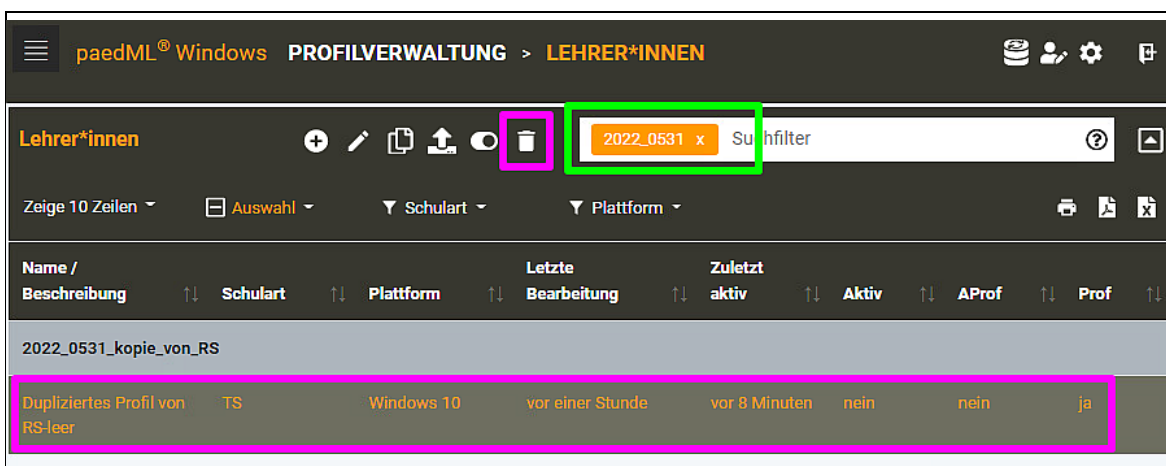 paedML® Windows PROFILVERWALTUNG > LEHRER*INNEN
Lehrer*innen 2022_0531 x Suchfilter
Zeige 10 Zeilen Auswahl Schulart Plattform
Name / Beschreibung Schulart Plattform Letzte Bearbeitung Zuletzt aktiv Aktiv AProf Prof
2022_0531_kopie_von_RS
Dupliziertes Profil von TS Windows 10 vor einer Stunde vor 8 Minuten nein nein ja
RS-leer